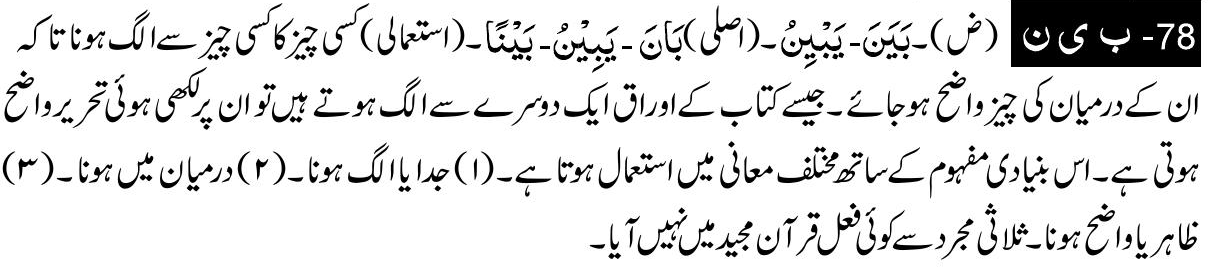 78- ب ی ن (ض)۔بَيَنَ- يَبْيِنُ۔(اصلی)بَانَ - يَبِيْنُ- بَيْنًا۔(استعمالی) کسی چیز کا کسی چیز سے الگ ہونا تاکہ
ان کے درمیان کی چیز واضح ہوجائے۔ جیسے کتاب کے اوراق ایک دوسرے سے الگ ہوتے ہیں تو ان پر لکھی ہوئی تحریر واضح
ہوتی ہے۔ اس بنیادی مفہوم کے ساتھ مختلف معانی میں استعمال ہوتا ہے۔ (۱) جدا یا الگ ہونا۔ (۲) درمیان میں ہونا۔ (۳)
ظاہر یا واضح ہونا۔ ثلاثی مجرد سے کوئی فعل قرآن مجید میں نہیں آیا۔